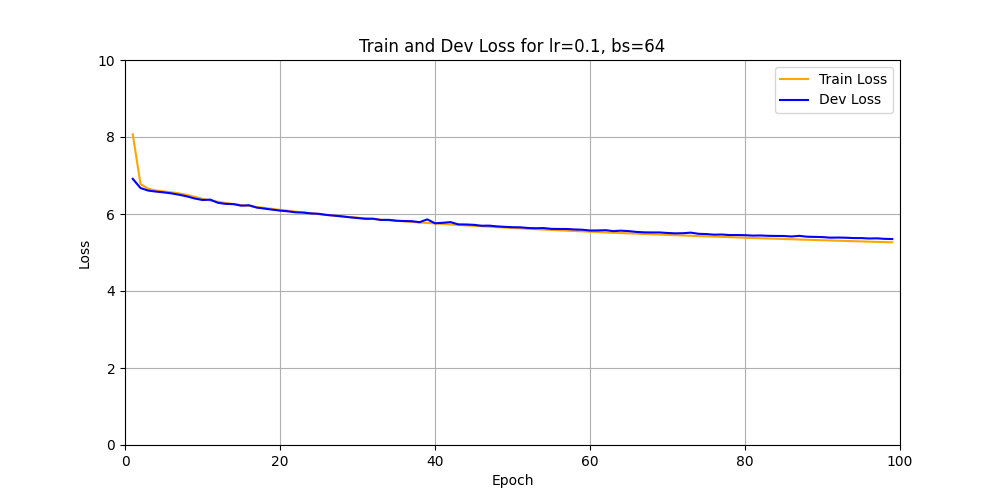 Train and Dev Loss for lr=0.1, bs=64
10
8
6
4
2
0
Loss
Train Loss
Dev Loss
0 20 40 60 80 100
Epoch